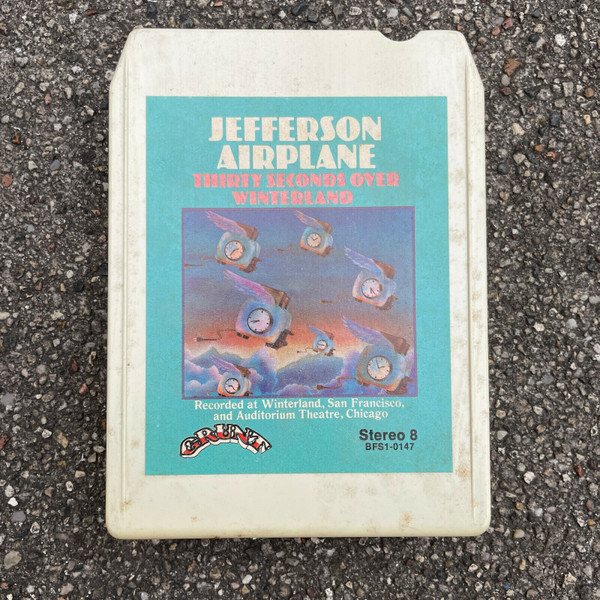 JEFFERSON
AIRPLANE
THIRTY SECONDS OVER
WINTERLAND
Recorded at Winterland, San Francisco,
and Auditorium Theatre, Chicago
GRUNT
Stereo 8
BFS1-0147